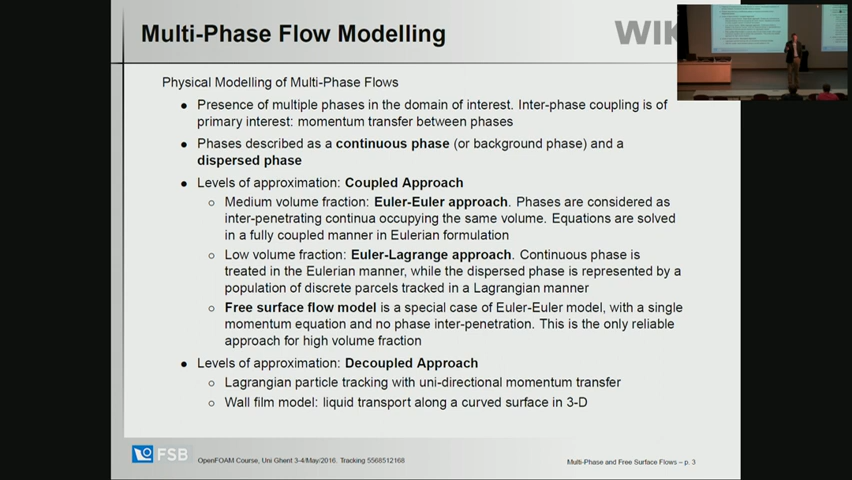 Multi-Phase Flow Modelling
WIK
Physical Modelling of Multi-Phase Flows
• Presence of multiple phases in the domain of interest. Inter-phase coupling is of
primary interest: momentum transfer between phases
• Phases described as a continuous phase (or background phase) and a
dispersed phase
• Levels of approximation: Coupled Approach
○ Medium volume fraction: Euler-Euler approach. Phases are considered as
inter-penetrating continua occupying the same volume. Equations are solved
in a fully coupled manner in Eulerian formulation
○ Low volume fraction: Euler-Lagrange approach. Continuous phase is
treated in the Eulerian manner, while the dispersed phase is represented by a
population of discrete parcels tracked in a Lagrangian manner
○ Free surface flow model is a special case of Euler-Euler model, with a single
momentum equation and no phase inter-penetration. This is the only reliable
approach for high volume fraction
• Levels of approximation: Decoupled Approach
○ Lagrangian particle tracking with uni-directional momentum transfer
○ Wall film model: liquid transport along a curved surface in 3-D
FSB
OpenFOAM Course, Uni Ghent 3-4/May/2016. Tracking 5568512168
Multi-Phase and Free Surface Flows – p. 3